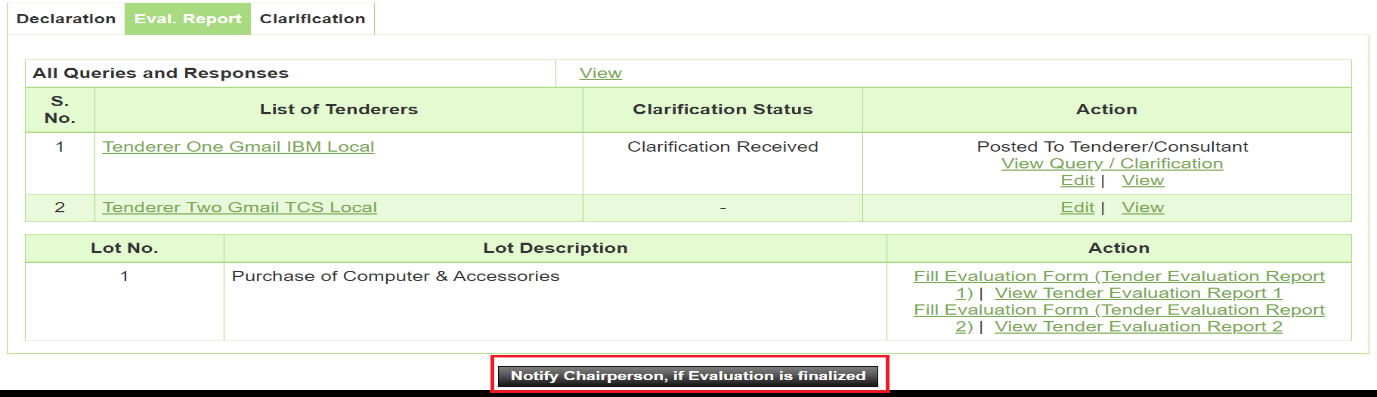 Declaration Eval. Report Clarification
All Queries and Responses View
S. No. List of Tenderers Clarification Status Action
1 Tenderer One Gmail IBM Local Clarification Received Posted To Tenderer/Consultant
View Query / Clarification
Edit | View
2 Tenderer Two Gmail TCS Local - Edit | View
Lot No. Lot Description Action
1 Purchase of Computer & Accessories Fill Evaluation Form (Tender Evaluation Report
1) | View Tender Evaluation Report 1
Fill Evaluation Form (Tender Evaluation Report
2) | View Tender Evaluation Report 2
Notify Chairperson, if Evaluation is finalized